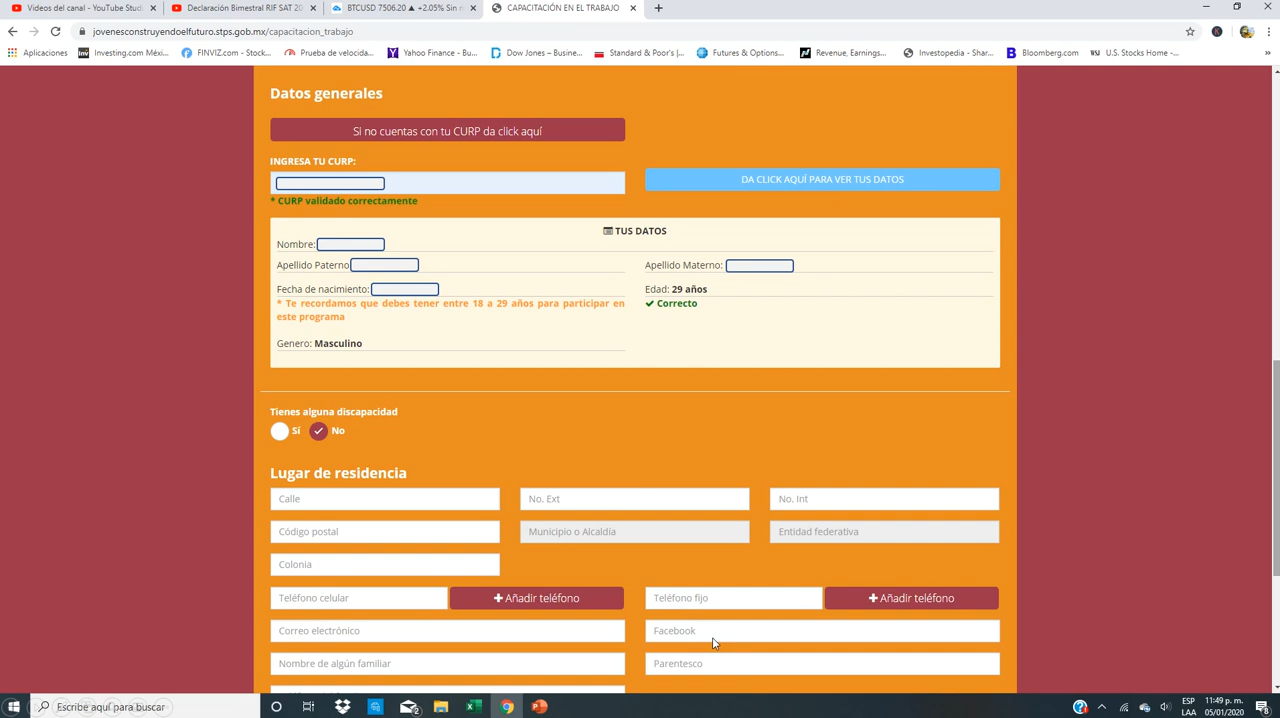 Videos del canal - YouTube Stud
Declaración Bimestral RIF SAT 20
BTCUSD 7506.20 ▲ +2.05% Sin n
CAPACITACIÓN EN EL TRABAJO
jovenesconstruyendoelfuturo.stps.gob.mx/capacitacion_trabajo
Aplicaciones
Investing.com Méxi...
FINVIZ.com - Stock...
Prueba de velocida...
Yahoo Finance - Bu...
Dow Jones – Busine...
Standard & Poor's |...
Futures & Options...
Revenue, Earnings...
Investopedia - Shar...
Bloomberg.com
U.S. Stocks Home -...
Datos generales
Si no cuentas con tu CURP da click aquí
INGRESA TU CURP:
DA CLICK AQUÍ PARA VER TUS DATOS
* CURP validado correctamente
TUS DATOS
Nombre:
Apellido Paterno
Apellido Materno:
Fecha de nacimiento:
Edad: 29 años
* Te recordamos que debes tener entre 18 a 29 años para participar en
este programa
Correcto
Genero: Masculino
Tienes alguna discapacidad
Sí
No
Lugar de residencia
Calle
No. Ext
No. Int
Código postal
Municipio o Alcaldía
Entidad federativa
Colonia
Teléfono celular
+ Añadir teléfono
Teléfono fijo
+ Añadir teléfono
Correo electrónico
Facebook
Nombre de algún familiar
Parentesco
Escribe aquí para buscar
ESP
LAA
11:49 p. m.
05/01/2020